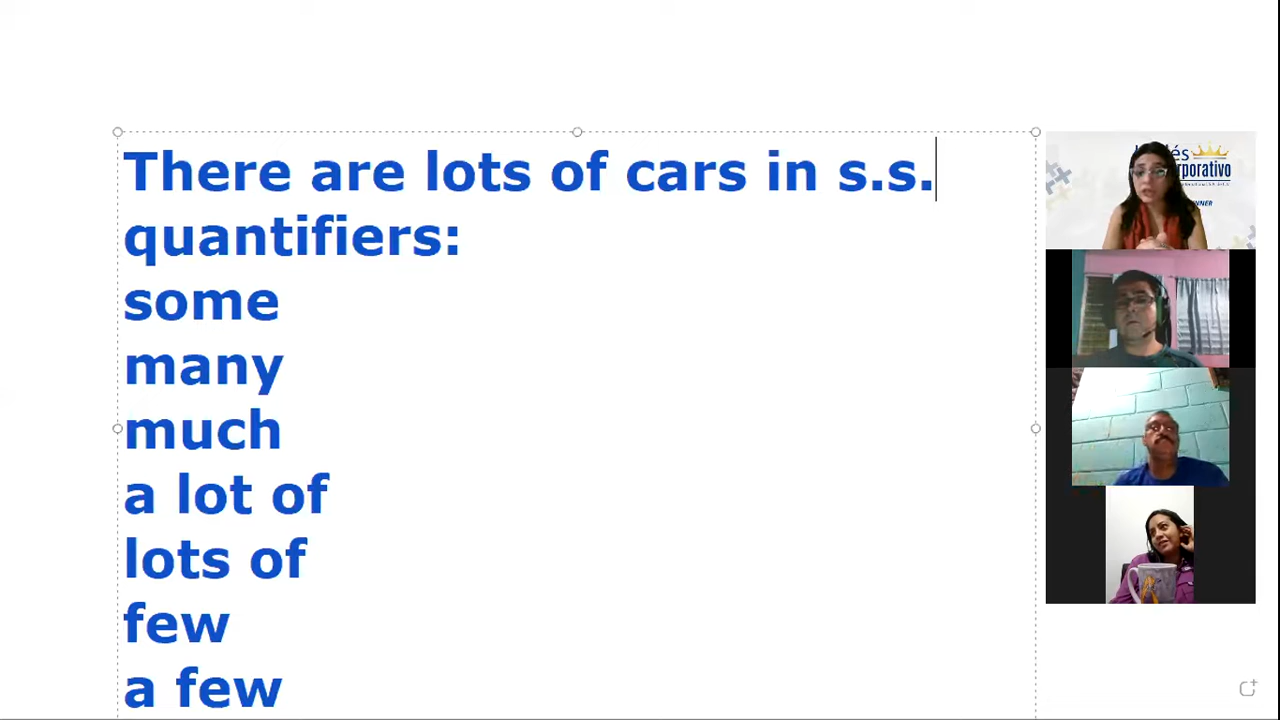 There are lots of cars in s.s.
quantifiers:
some
many
much
a lot of
lots of
few
a few